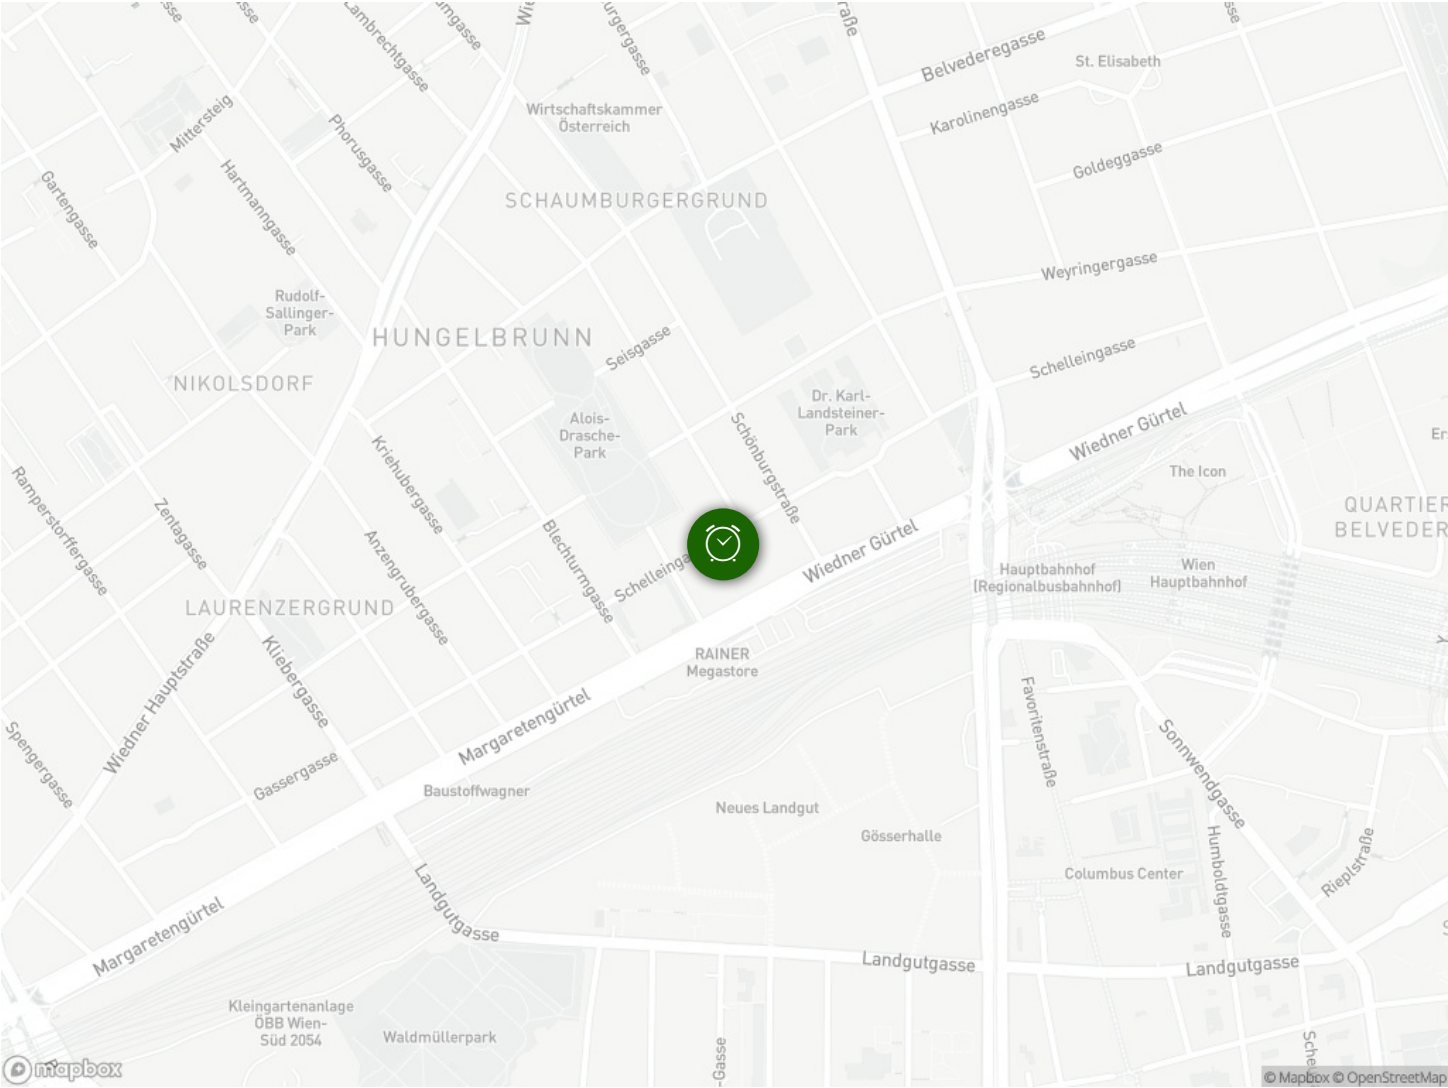 Lambrechtgasse
Belvederegasse
St. Elisabeth
Mittersteig
Phorusgasse
Wirtschaftskammer
Österreich
Karolinengasse
Goldeggasse
Gartengasse
Hartmanngasse
SCHAUMBURGERGRUND
Weyringergasse
Rudolf-
Sallinger-
Park
HUNGELBRUNN
Seisgasse
Schelleingasse
NIKOLSDORF
Dr. Karl-
Landsteiner-
Park
Alois-
Drasche-
Park
Schönburgstraße
Wiedner Gürtel
Kriehubergasse
The Icon
Ramperstorffergasse
Zentagasse
QUARTIER
BELVEDER
Anzengrubergasse
Blechturmgasse
Wiedner Gürtel
Schelleinga
Hauptbahnhof
(Regionalbusbahnhof)
Wien
Hauptbahnhof
LAURENZERGRUND
Wiedner Hauptstraße
Kliebergasse
RAINER
Megastore
Margaretengürtel
Favoritenstraße
Sonnwendgasse
Spengergasse
Gassergasse
Baustoffwagner
Neues Landgut
Gösserhalle
Columbus Center
Humboldtgasse
Rieplstraße
Landgutgasse
Margaretengürtel
Landgutgasse
Landgutgasse
Kleingartenanlage
ÖBB Wien-
Süd 2054
Waldmüllerpark
-Gasse
Sche
mapbox
© Mapbox © OpenStreetMap